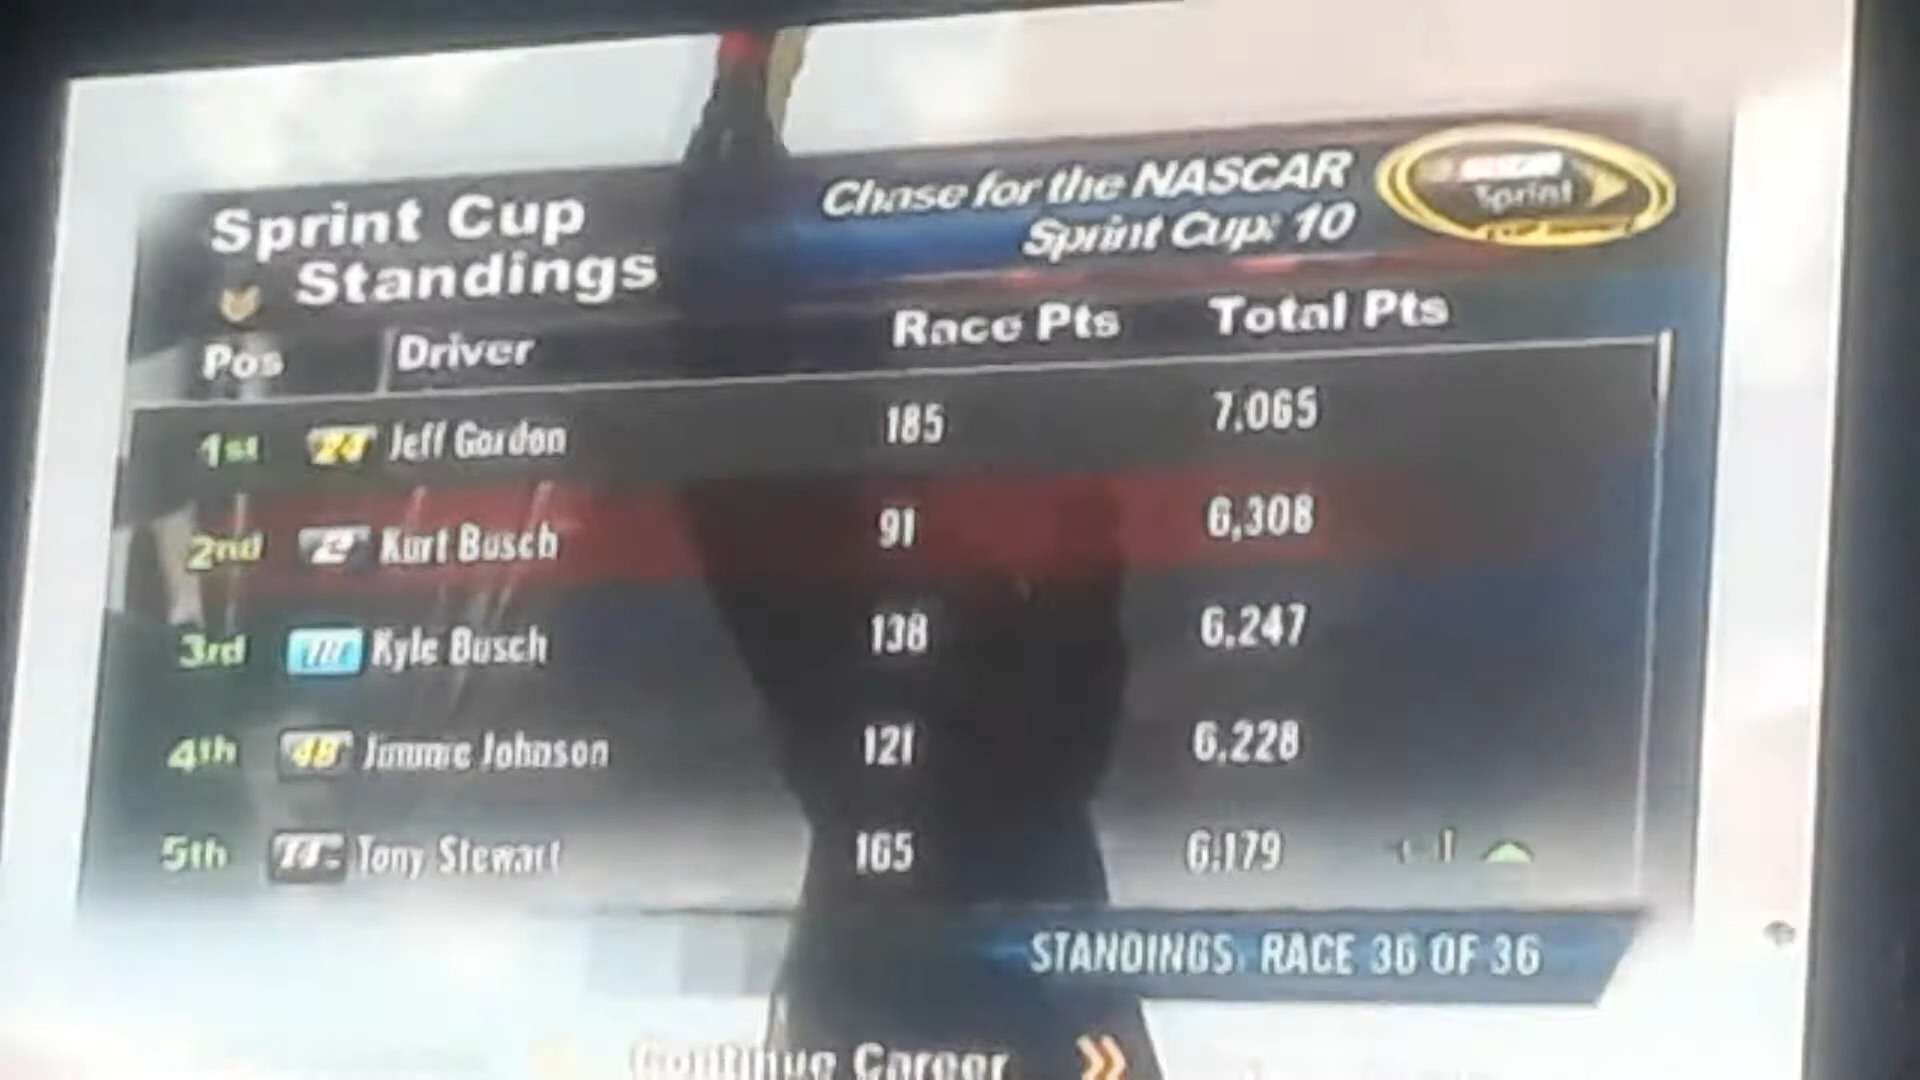 Sprint Cup
Standings
Chase for the NASCAR
Sprint Cup: 10
NASCAR
Sprint
Pos Driver Race Pts Total Pts
1st 24 Jeff Gordon 185 7,065
2nd 2 Kurt Busch 91 6,308
3rd Kyle Busch 138 6,247
4th 48 Jimmie Johnson 121 6,228
5th 14 Tony Stewart 165 6,179
STANDINGS: RACE 36 OF 36
Continue Career